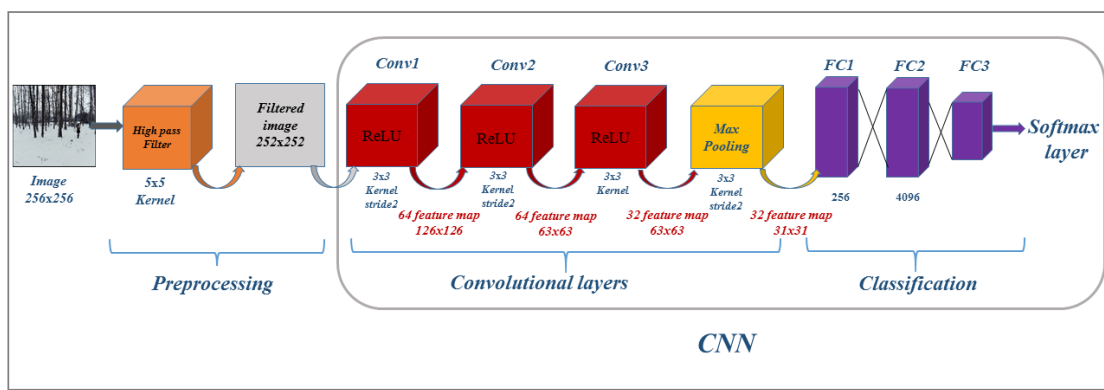 Conv1
Conv2
Conv3
FC1
FC2
FC3
Image
256x256
High pass
Filter
5x5
Kernel
Filtered
image
252x252
ReLU
3x3
Kernel
stride2
64 feature map
126x126
ReLU
3x3
Kernel
stride2
64 feature map
63x63
ReLU
3x3
Kernel
32 feature map
63x63
Max
Pooling
3x3
Kernel
stride2
32 feature map
31x31
256
4096
Softmax
layer
Preprocessing
Convolutional layers
Classification
CNN